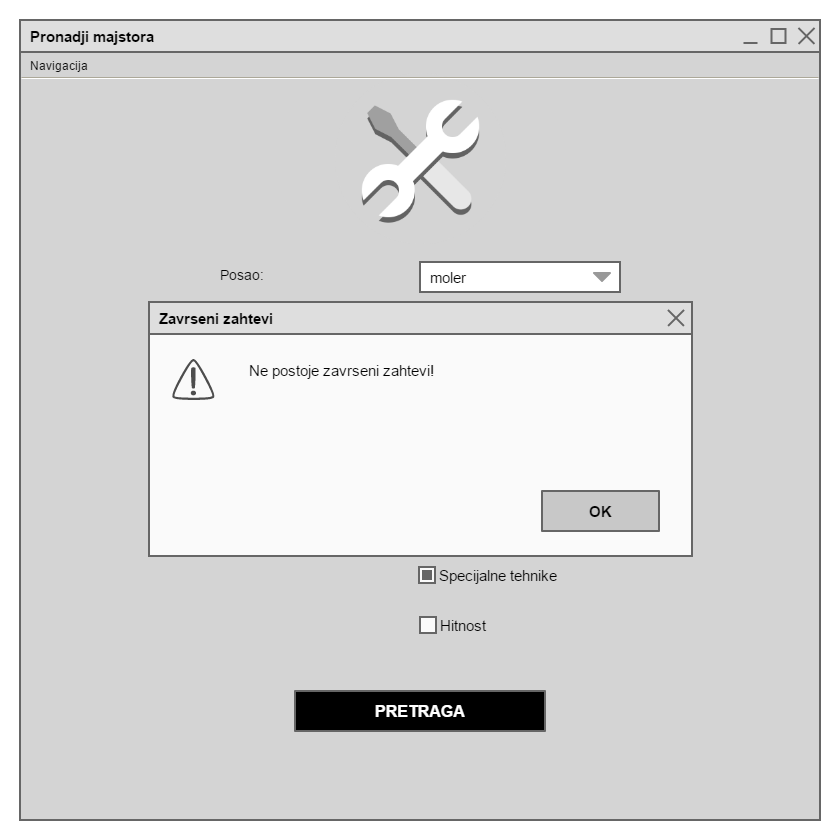 Pronadji majstora
Navigacija
Posao:
moler
Zavrseni zahtevi
Ne postoje zavrseni zahtevi!
OK
Specijalne tehnike
Hitnost
PRETRAGA